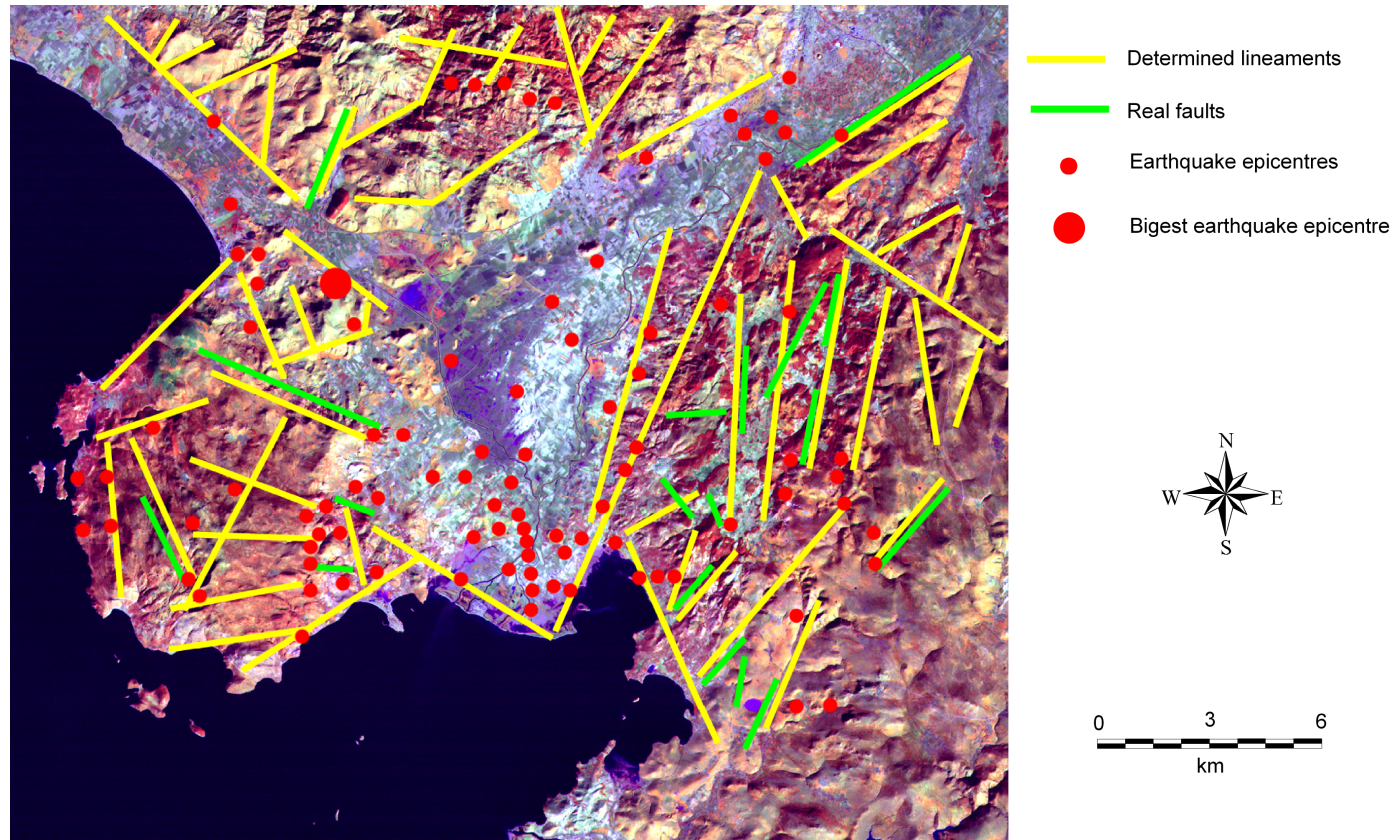 Determined lineaments
Real faults
Earthquake epicentres
Bigest earthquake epicentre
N
W E
S
0 3 6
km